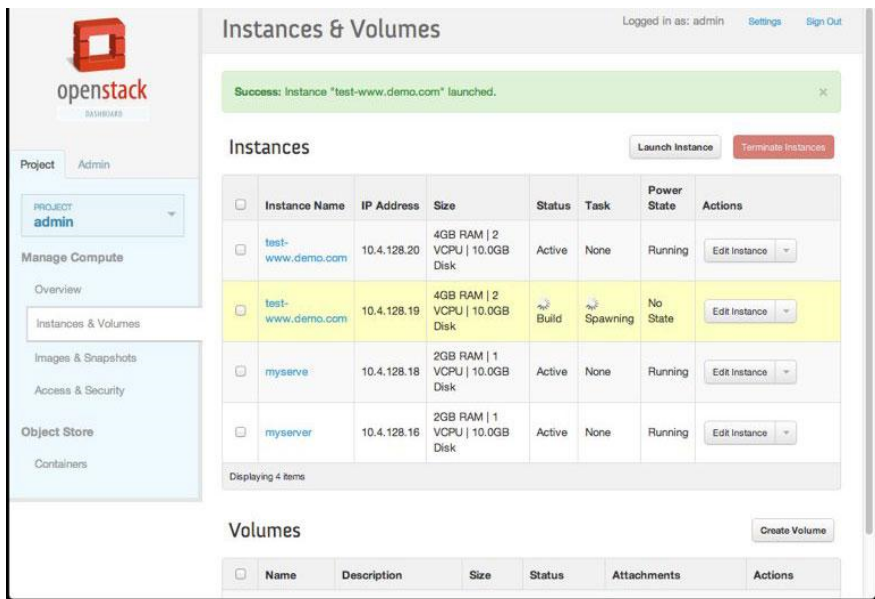 Instances & Volumes
Logged in as: admin
Settings
Sign Out
openstack
DASHBOARD
Success: Instance "test-www.demo.com" launched.
×
Project
Admin
PROJECT
admin
Manage Compute
Overview
Instances & Volumes
Images & Snapshots
Access & Security
Object Store
Containers
Instances
Launch Instance
Terminate Instances
Instance Name
IP Address
Size
Status
Task
Power
State
Actions
test-
www.demo.com
10.4.128.20
4GB RAM | 2
VCPU | 10.0GB
Disk
Active
None
Running
Edit Instance
test-
www.demo.com
10.4.128.19
4GB RAM | 2
VCPU | 10.0GB
Disk
Build
Spawning
No
State
Edit Instance
myserve
10.4.128.18
2GB RAM | 1
VCPU | 10.0GB
Disk
Active
None
Running
Edit Instance
myserver
10.4.128.16
2GB RAM | 1
VCPU | 10.0GB
Disk
Active
None
Running
Edit Instance
Displaying 4 items
Volumes
Create Volume
Name
Description
Size
Status
Attachments
Actions